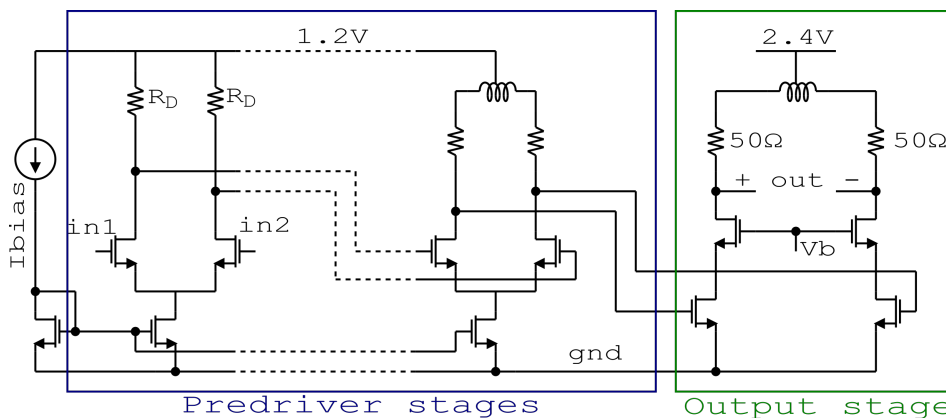 1.2V
2.4V
RD
RD
50Ω
50Ω
+ out −
in1
in2
Ibias
Vb
gnd
Predriver stages
Output stage